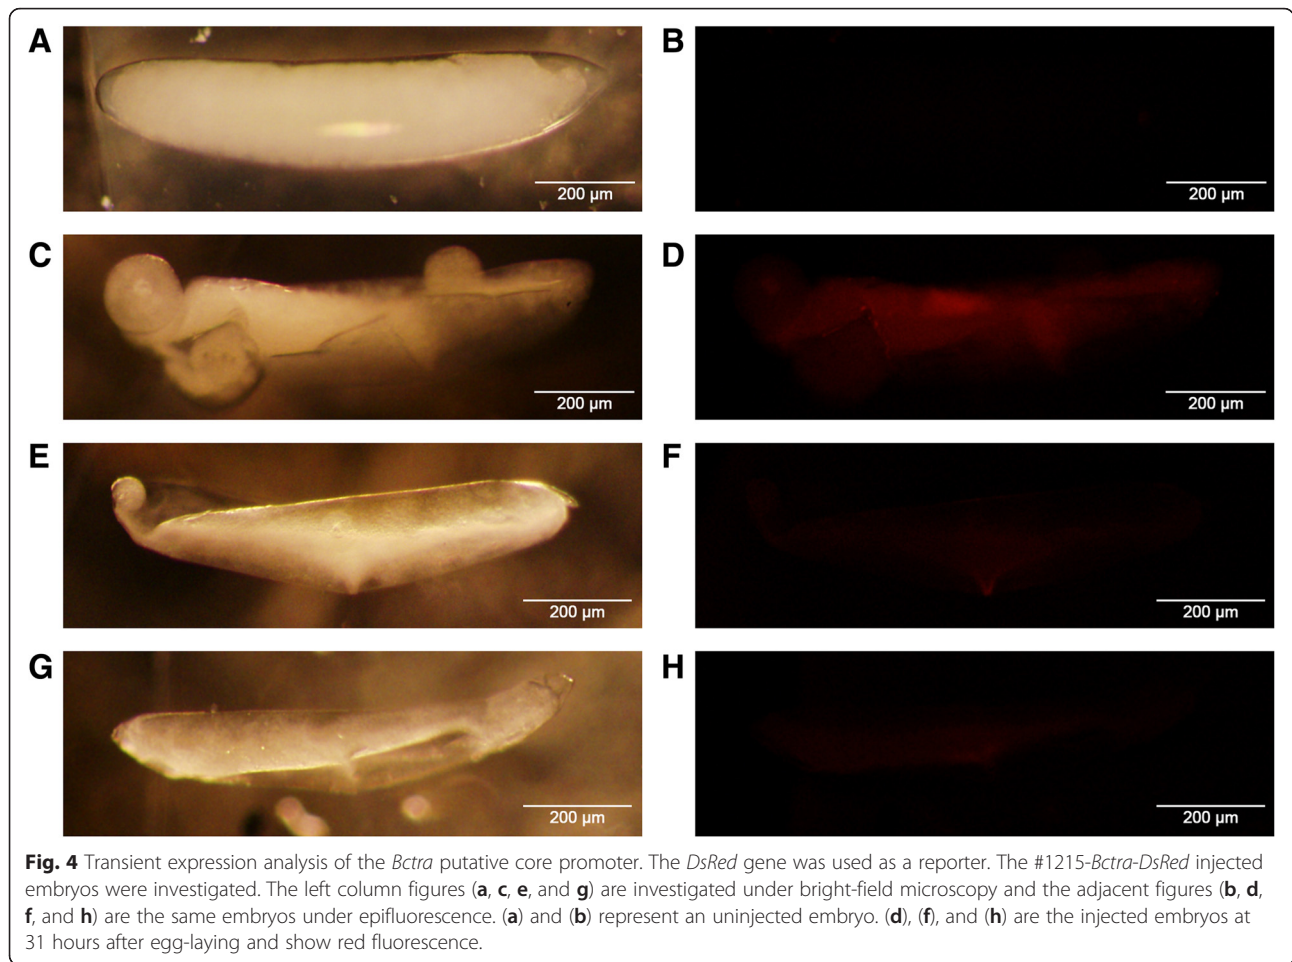 A
B
200 µm
200 µm
C
D
200 µm
200 µm
E
F
200 µm
200 µm
G
H
200 µm
200 µm
Fig. 4 Transient expression analysis of the Bctra putative core promoter. The DsRed gene was used as a reporter. The #1215-Bctra-DsRed injected
embryos were investigated. The left column figures (a, c, e, and g) are investigated under bright-field microscopy and the adjacent figures (b, d,
f, and h) are the same embryos under epifluorescence. (a) and (b) represent an uninjected embryo. (d), (f), and (h) are the injected embryos at
31 hours after egg-laying and show red fluorescence.